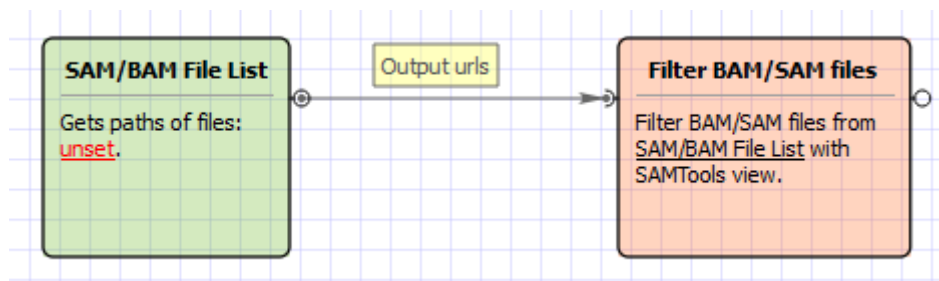 SAM/BAM File List
Gets paths of files:
unset.
Output urls
Filter BAM/SAM files
Filter BAM/SAM files from
SAM/BAM File List with
SAMTools view.